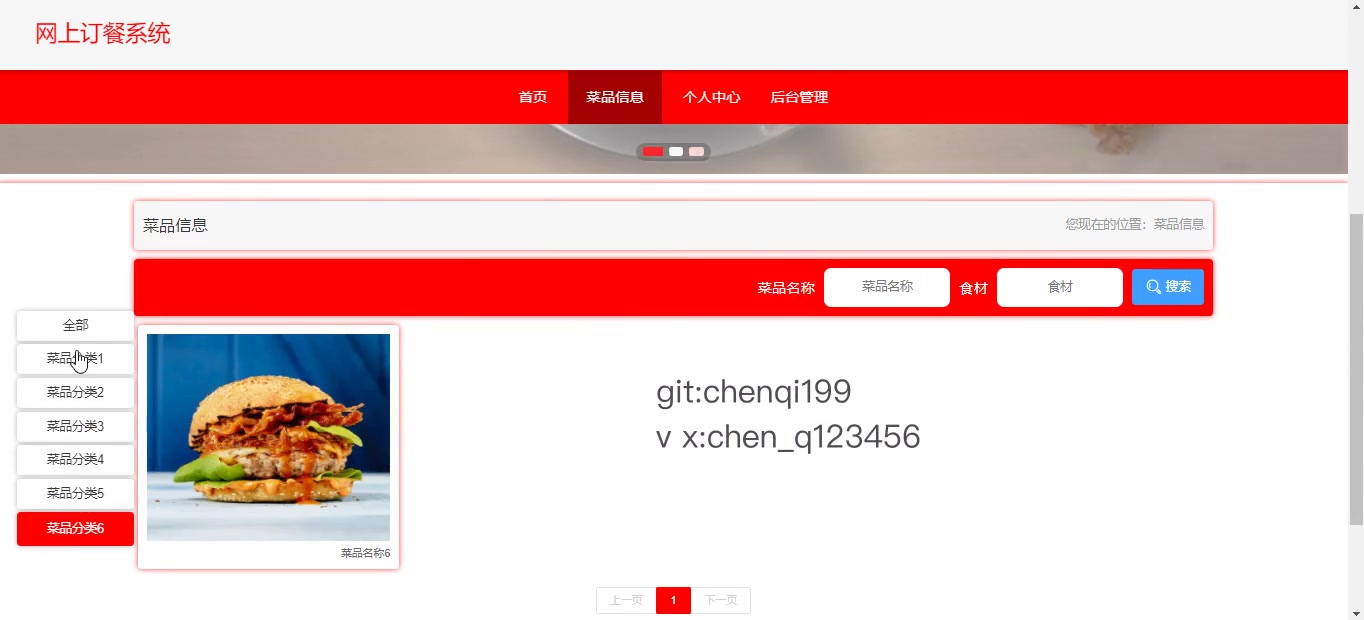 网上订餐系统
首页 菜品信息 个人中心 后台管理
菜品信息 您现在的位置：菜品信息
菜品名称 菜品名称 食材 食材 搜索
全部
菜品分类1
菜品分类2
菜品分类3
菜品分类4
菜品分类5
菜品分类6
git:chenqi199
v x:chen_q123456
菜品名称6
上一页 1 下一页